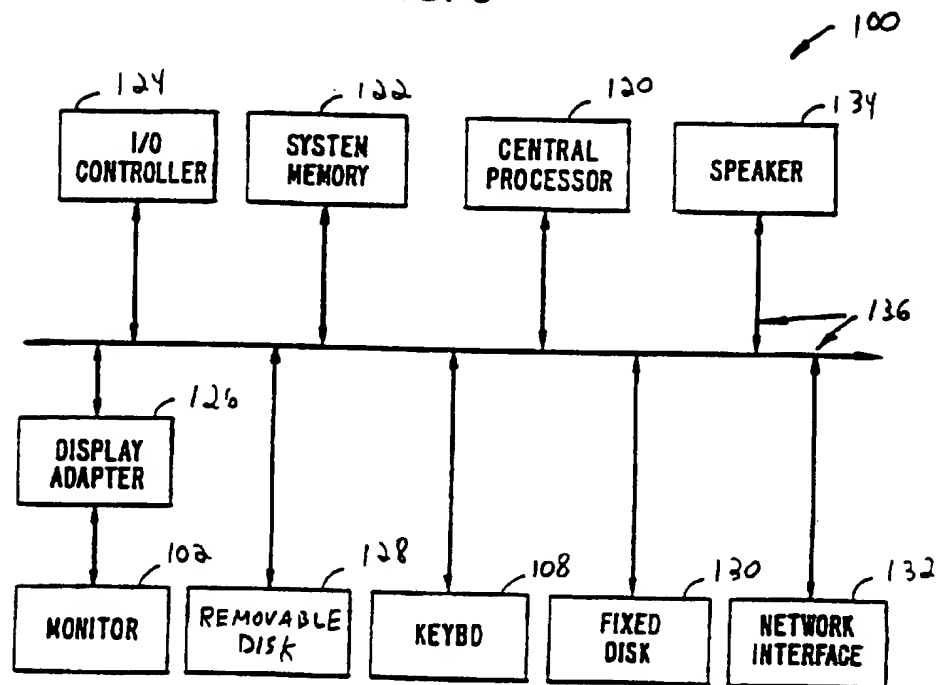 100
124
122
120
134
I/O
CONTROLLER
SYSTEM
MEMORY
CENTRAL
PROCESSOR
SPEAKER
136
126
DISPLAY
ADAPTER
102
128
108
130
132
MONITOR
REMOVABLE
DISK
KEYBD
FIXED
DISK
NETWORK
INTERFACE